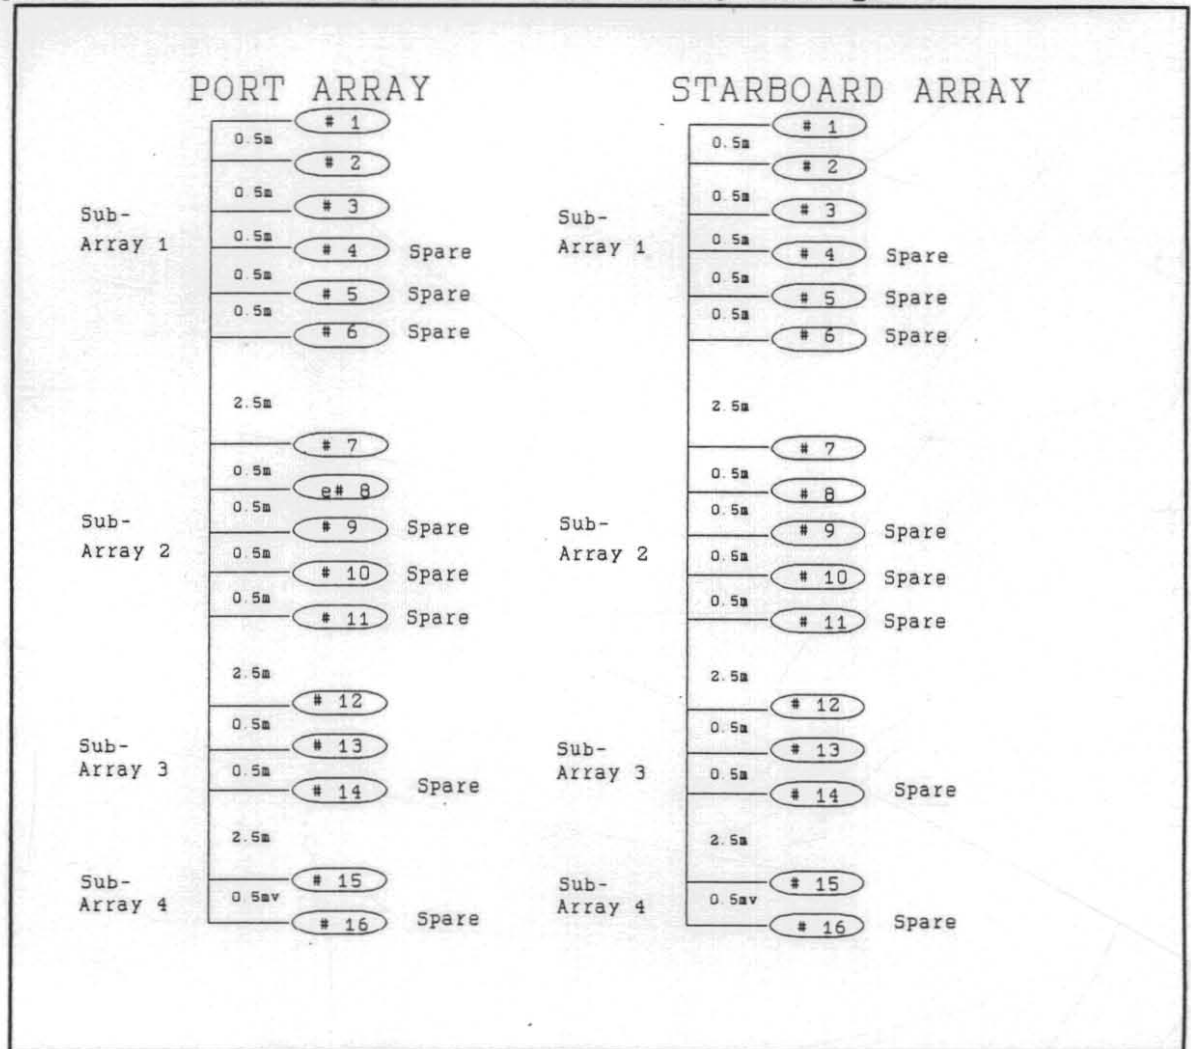 PORT ARRAY
# 1
0.5m
# 2
0.5m
# 3
Sub-
Array 1
0.5m
# 4 Spare
0.5m
# 5 Spare
0.5m
# 6 Spare
2.5m
# 7
0.5m
e# 8
0.5m
Sub-
Array 2
# 9 Spare
0.5m
# 10 Spare
0.5m
# 11 Spare
2.5m
# 12
0.5m
Sub-
Array 3
# 13
0.5m
# 14 Spare
2.5m
Sub-
Array 4
# 15
0.5mv
# 16 Spare
STARBOARD ARRAY
# 1
0.5m
# 2
0.5m
# 3
Sub-
Array 1
0.5m
# 4 Spare
0.5m
# 5 Spare
0.5m
# 6 Spare
2.5m
# 7
0.5m
# 8
0.5m
Sub-
Array 2
# 9 Spare
0.5m
# 10 Spare
0.5m
# 11 Spare
2.5m
# 12
0.5m
Sub-
Array 3
# 13
0.5m
# 14 Spare
2.5m
Sub-
Array 4
# 15
0.5mv
# 16 Spare